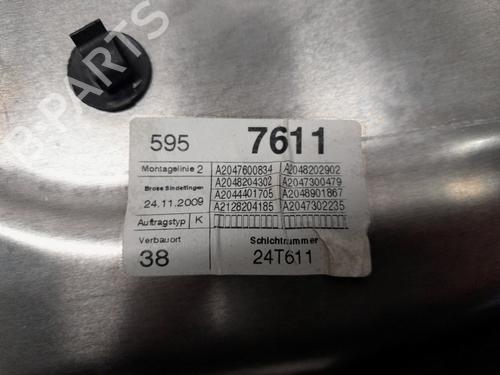 B-PARTS
595 7611
Montagelinie 2 A2047600834 A2048202902
A2048204302 A2047300479
Brose Sindelfingen
A2044401705 A2048901867
24.11.2009
A2128204185 A2047302235
Auftragstyp K
Verbauort Schichtnummer
38 24T611